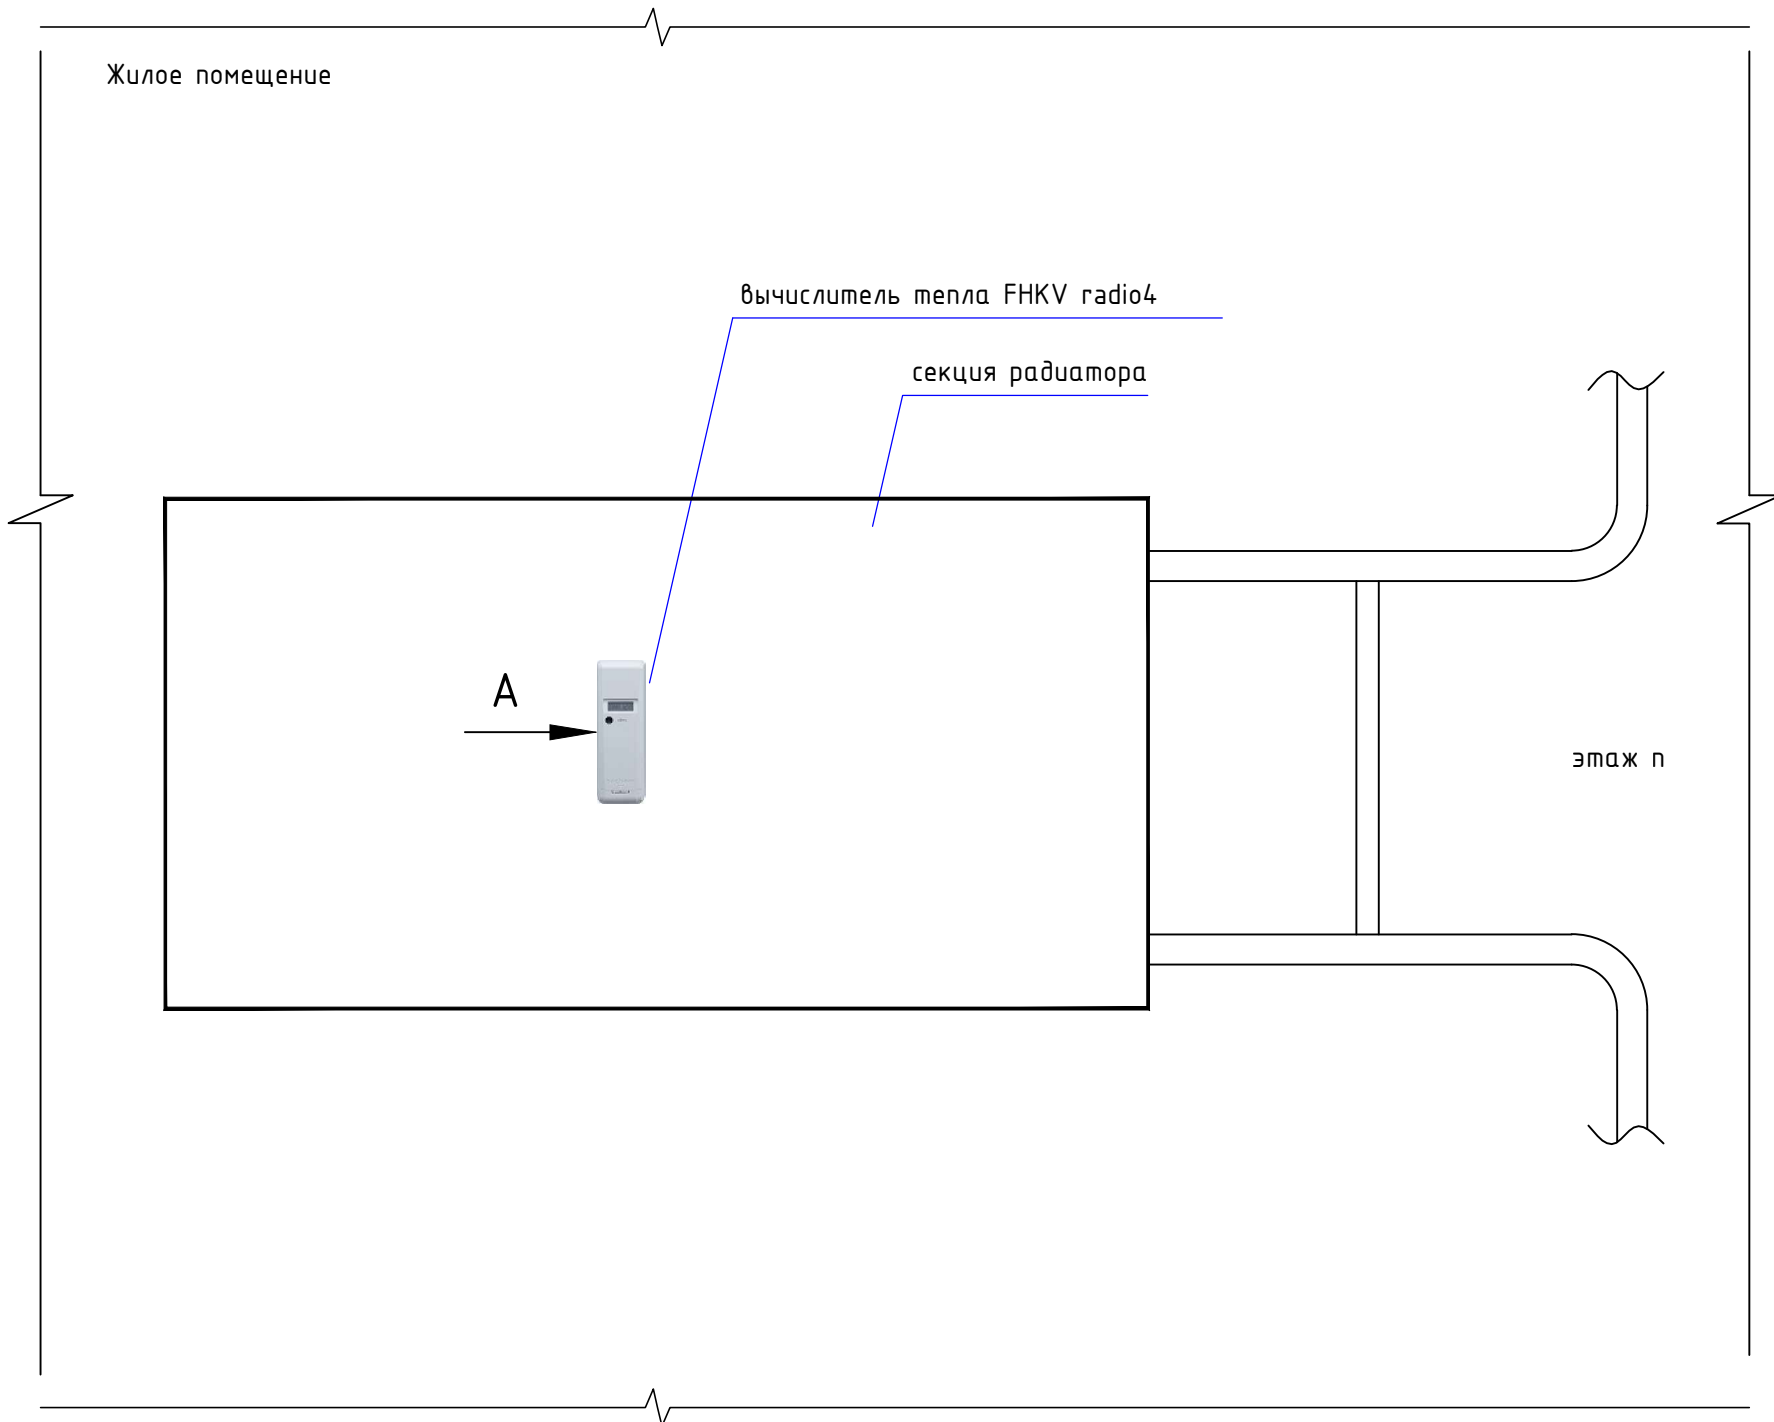 Жилое помещение
вычислитель тепла FHKV radio4
секция радиатора
А
этаж n